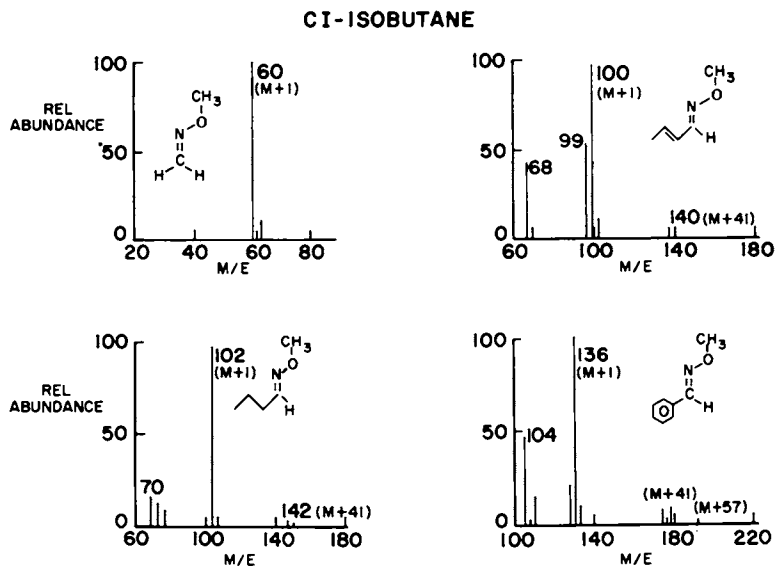 CI-ISOBUTANE
100
60
(M+1)
REL
ABUNDANCE
50
0
20 40 60 80
M/E
CH3
O
N
C
H H
100
100
(M+1)
99
68
50
0
140 (M+41)
60 100 140 180
M/E
CH3
O
N
H
100
102
(M+1)
REL
ABUNDANCE
50
70
0
142 (M+41)
60 100 140 180
M/E
CH3
O
N
H
100
136
(M+1)
104
50
(M+41)
(M+57)
0
100 140 180 220
M/E
CH3
O
N
C
H